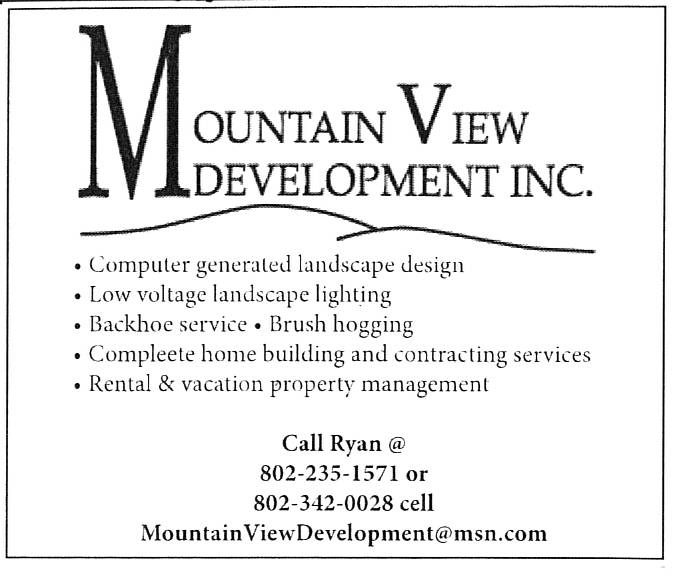 MOUNTAIN VIEW
DEVELOPMENT INC.
• Computer generated landscape design
• Low voltage landscape lighting
• Backhoe service • Brush hogging
• Compleete home building and contracting services
• Rental & vacation property management
Call Ryan @
802-235-1571 or
802-342-0028 cell
MountainViewDevelopment@msn.com